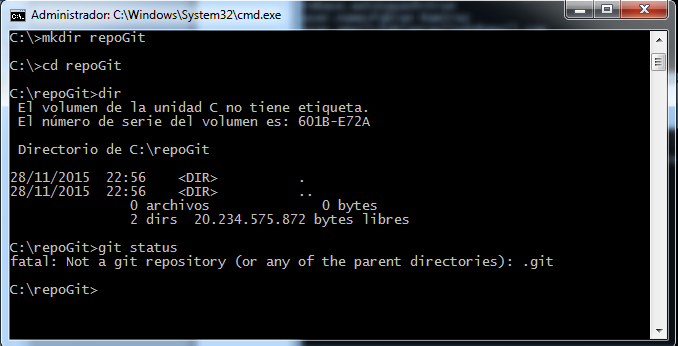 Administrador: C:\Windows\System32\cmd.exe
C:\>mkdir repoGit
C:\>cd repoGit
C:\repoGit>dir
El volumen de la unidad C no tiene etiqueta.
El número de serie del volumen es: 601B-E72A
Directorio de C:\repoGit
28/11/2015  22:56    <DIR>          .
28/11/2015  22:56    <DIR>          ..
0 archivos              0 bytes
2 dirs  20.234.575.872 bytes libres
C:\repoGit>git status
fatal: Not a git repository (or any of the parent directories): .git
C:\repoGit>